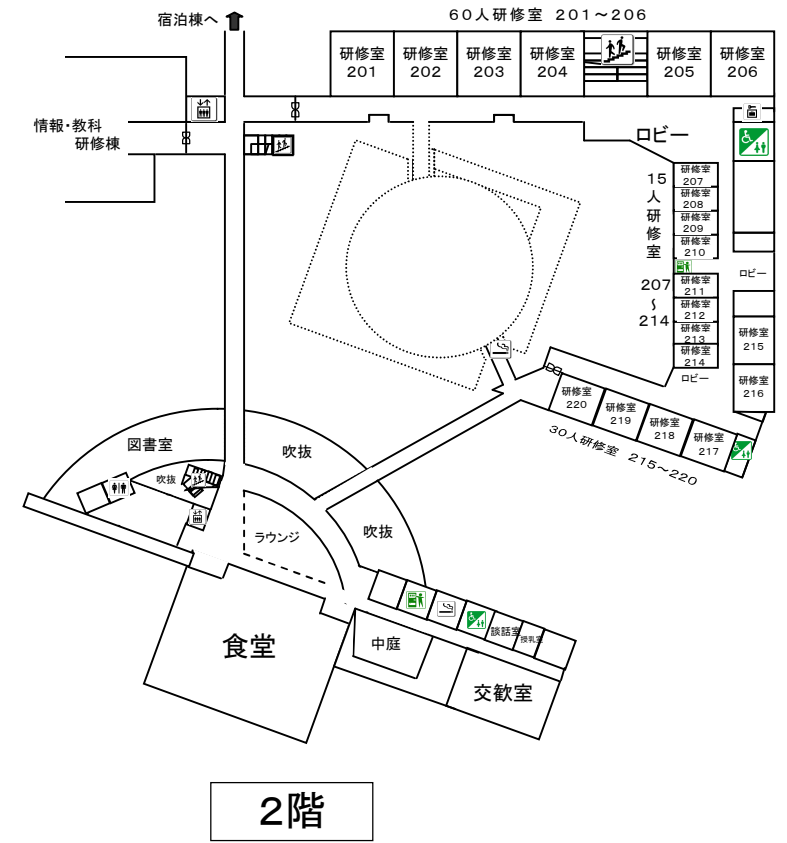 宿泊棟へ
60人研修室 201～206
研修室
201
研修室
202
研修室
203
研修室
204
研修室
205
研修室
206
情報・教科
研修棟
ロビー
15人研修室
207～214
研修室
207
研修室
208
研修室
209
研修室
210
研修室
211
研修室
212
研修室
213
研修室
214
ロビー
ロビー
研修室
215
研修室
216
研修室
220
研修室
219
研修室
218
研修室
217
30人研修室 215～220
図書室
吹抜
吹抜
ラウンジ
吹抜
談話室
授乳室
食堂
中庭
交歓室
2階